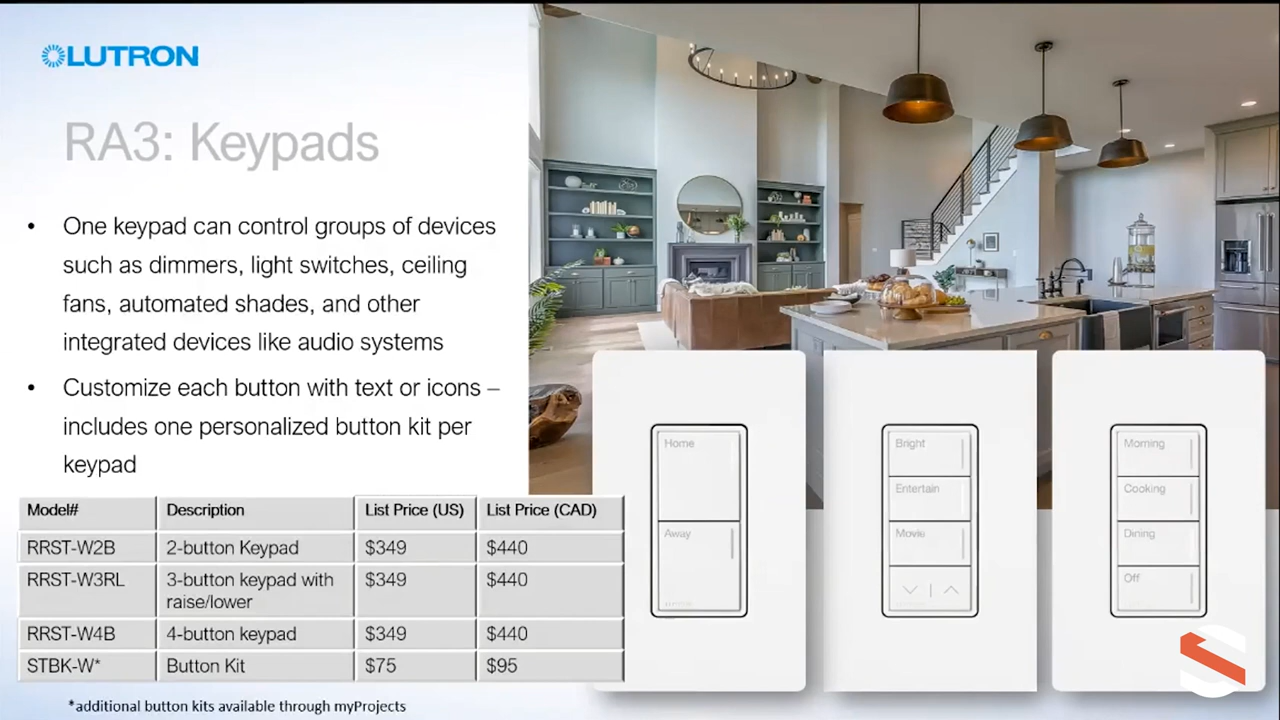 LUTRON
RA3: Keypads
• One keypad can control groups of devices
such as dimmers, light switches, ceiling
fans, automated shades, and other
integrated devices like audio systems
• Customize each button with text or icons –
includes one personalized button kit per
keypad
Model# Description List Price (US) List Price (CAD)
RRST-W2B 2-button Keypad $349 $440
RRST-W3RL 3-button keypad with
raise/lower $349 $440
RRST-W4B 4-button keypad $349 $440
STBK-W* Button Kit $75 $95
*additional button kits available through myProjects
Home
Away
Bright
Entertain
Movie
Morning
Cooking
Dining
Off